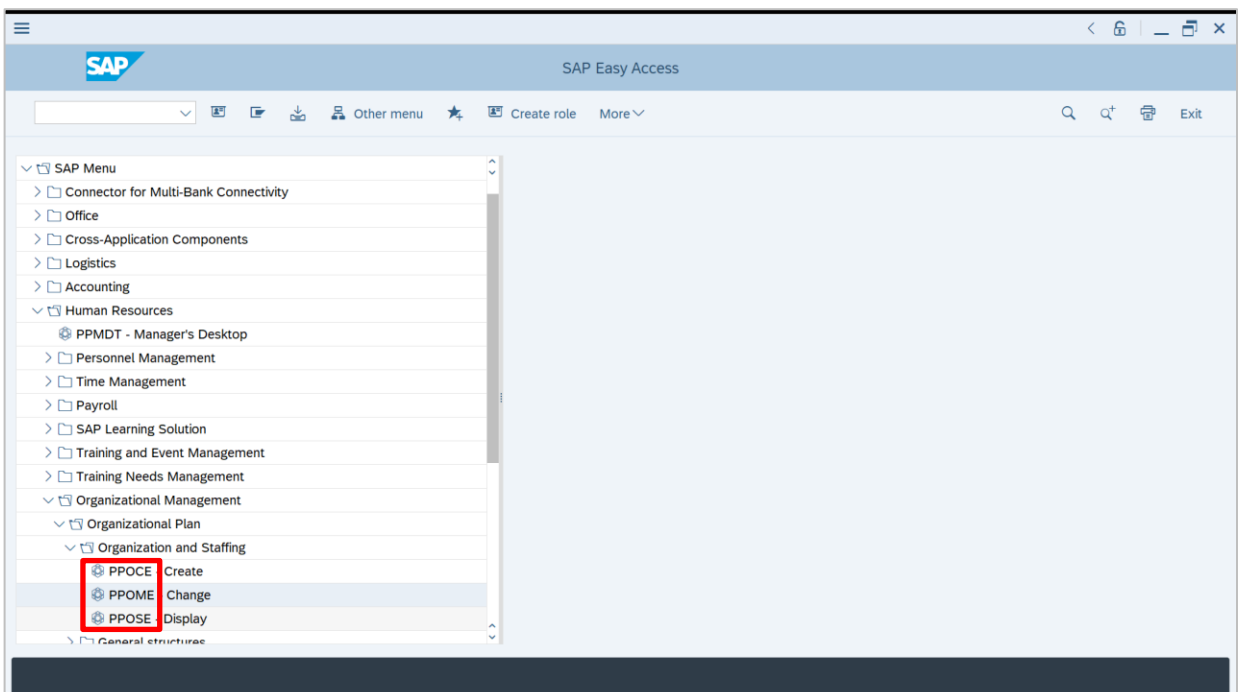 SAP
SAP Easy Access
Other menu Create role More Exit
SAP Menu
Connector for Multi-Bank Connectivity
Office
Cross-Application Components
Logistics
Accounting
Human Resources
PPMDT - Manager's Desktop
Personnel Management
Time Management
Payroll
SAP Learning Solution
Training and Event Management
Training Needs Management
Organizational Management
Organizational Plan
Organization and Staffing
PPOCE - Create
PPOME - Change
PPOSE - Display
General structures